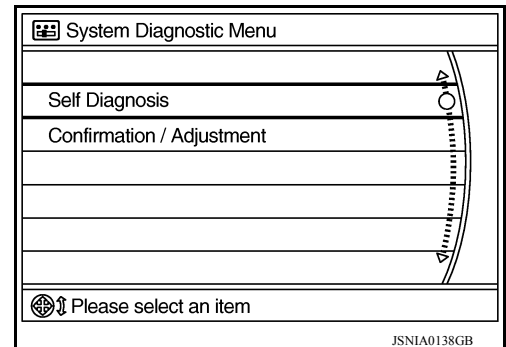 System Diagnostic Menu
Self Diagnosis
Confirmation / Adjustment
Please select an item
JSNIA0138GB